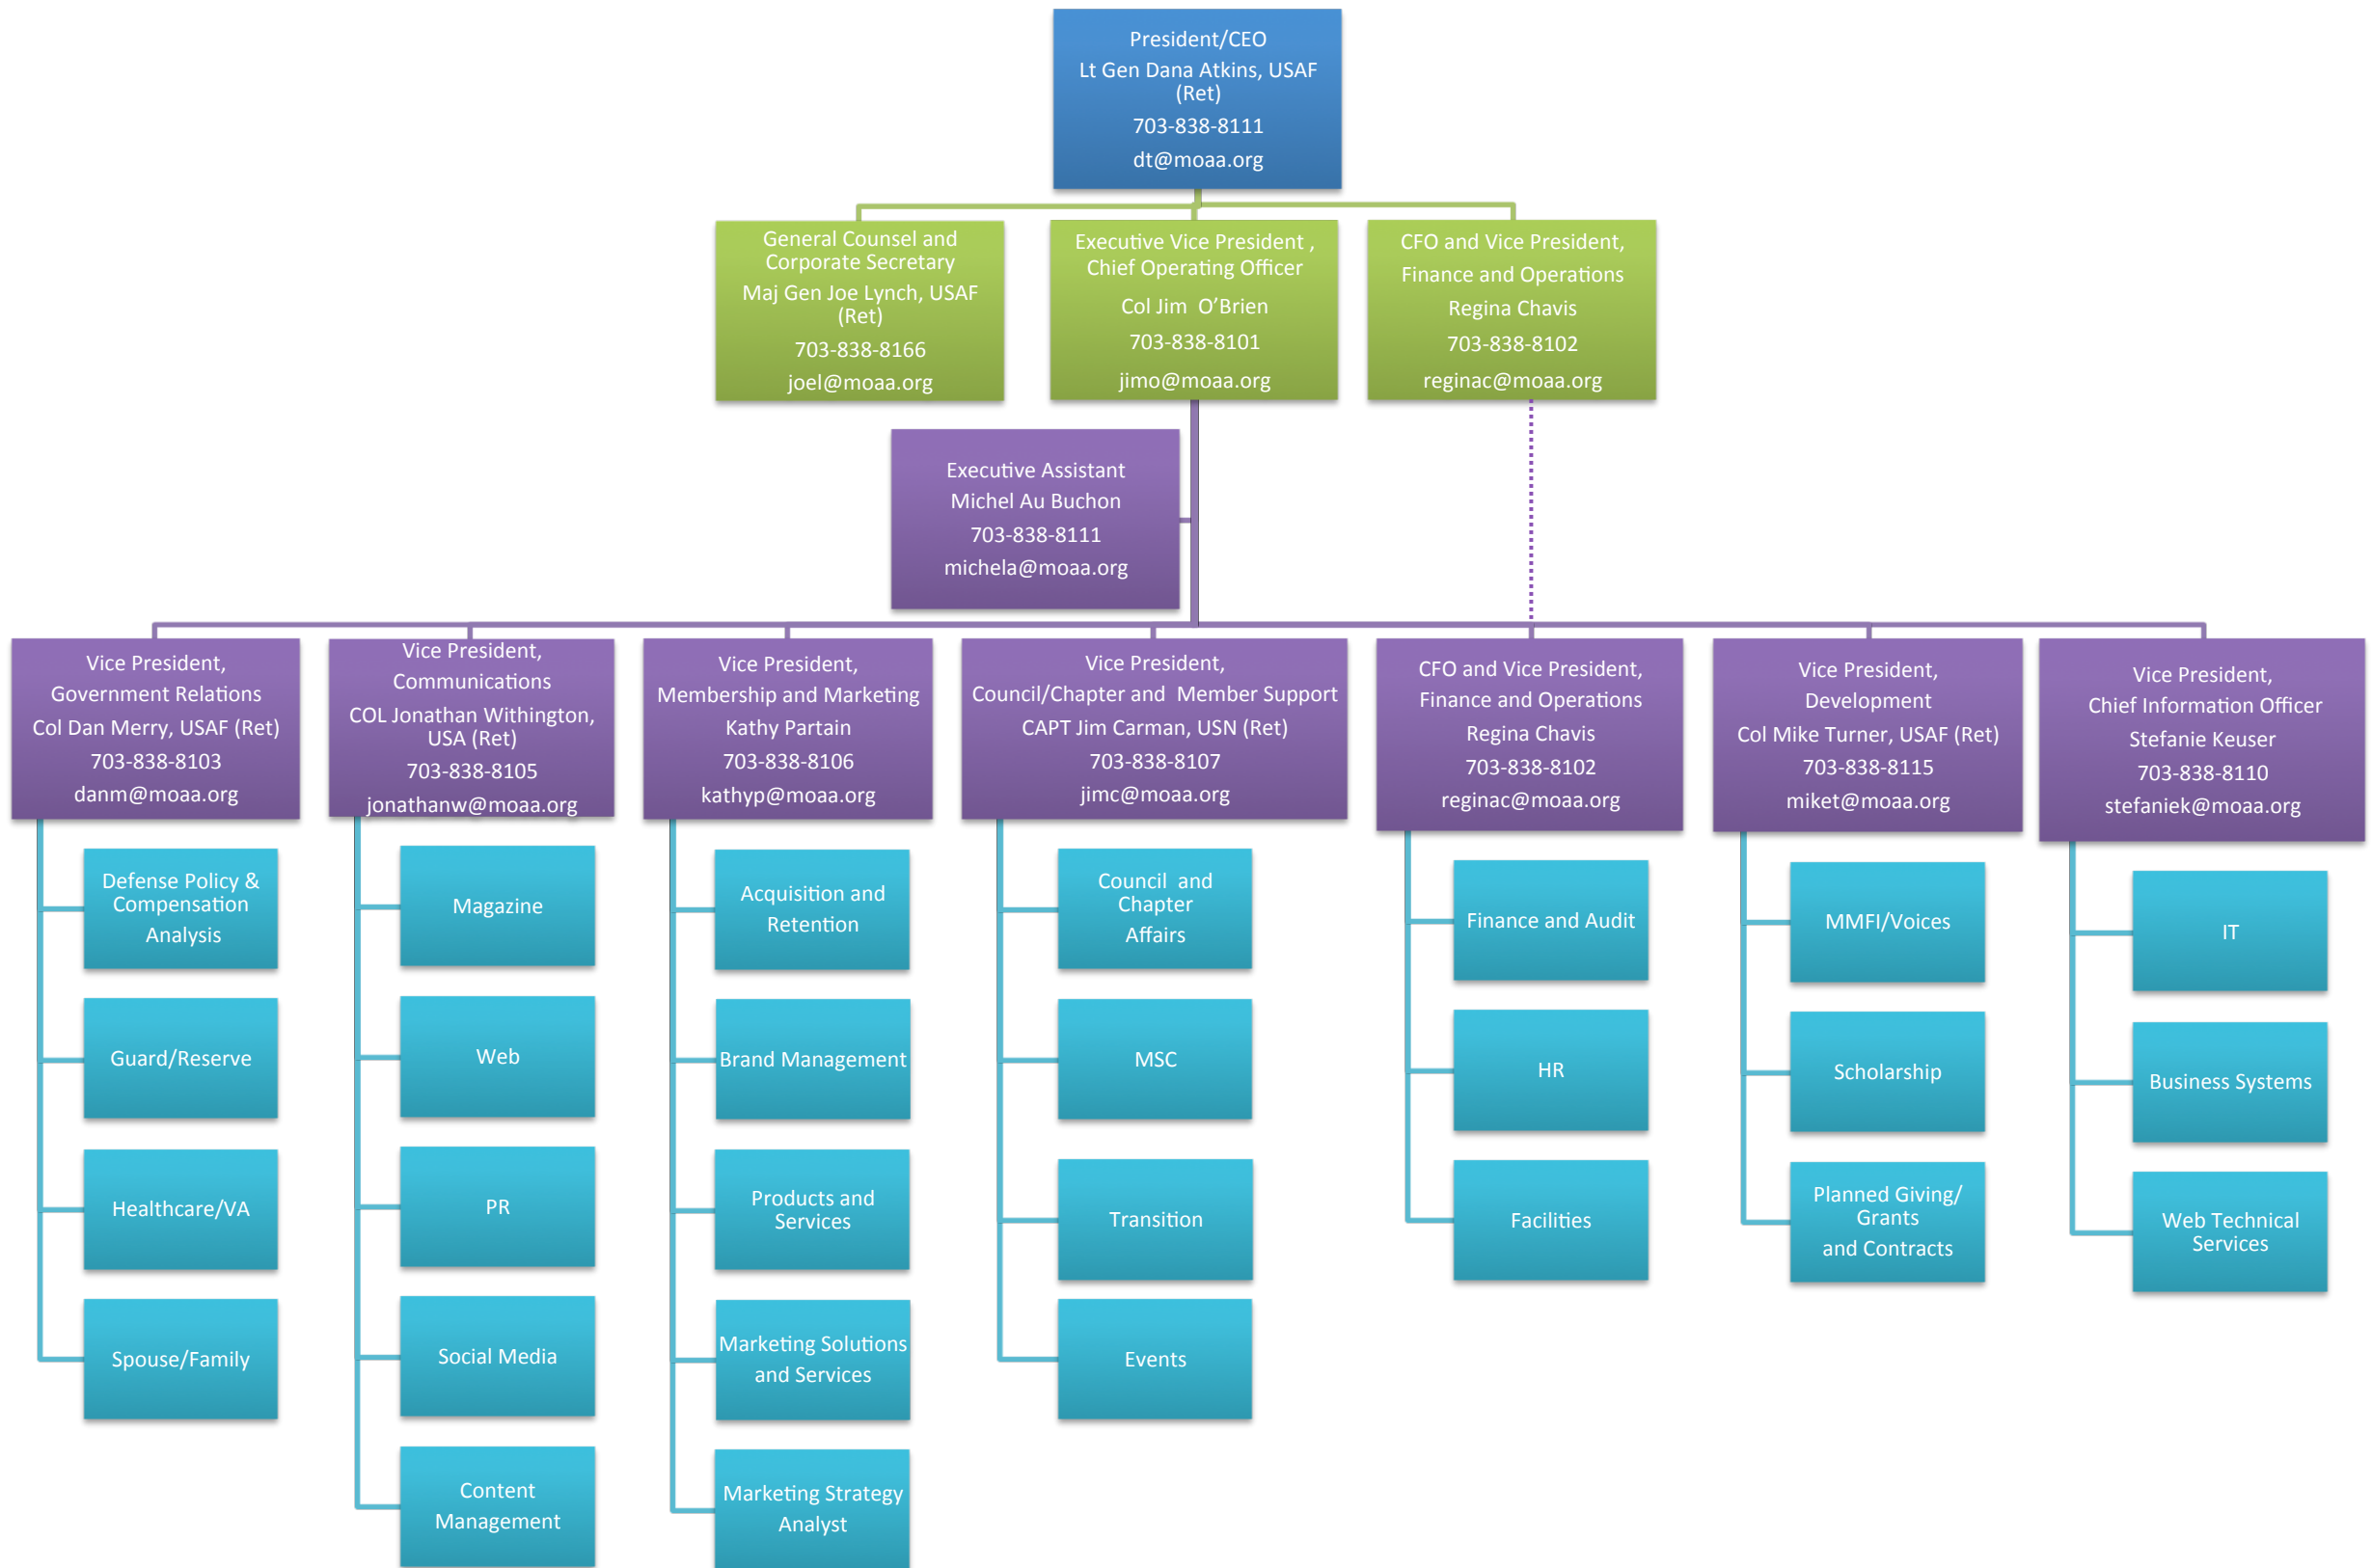 President/CEO
Lt Gen Dana Atkins, USAF
(Ret)
703-838-8111
dt@moaa.org
General Counsel and
Corporate Secretary
Maj Gen Joe Lynch, USAF
(Ret)
703-838-8166
joel@moaa.org
Executive Vice President ,
Chief Operating Officer
Col Jim  O’Brien
703-838-8101
jimo@moaa.org
CFO and Vice President,
Finance and Operations
Regina Chavis
703-838-8102
reginac@moaa.org
Executive Assistant
Michel Au Buchon
703-838-8111
michela@moaa.org
Vice President,
Government Relations
Col Dan Merry, USAF (Ret)
703-838-8103
danm@moaa.org
Defense Policy &
Compensation
Analysis
Guard/Reserve
Healthcare/VA
Spouse/Family
Vice President,
Communications
COL Jonathan Withington,
USA (Ret)
703-838-8105
jonathanw@moaa.org
Magazine
Web
PR
Social Media
Content
Management
Vice President,
Membership and Marketing
Kathy Partain
703-838-8106
kathyp@moaa.org
Acquisition and
Retention
Brand Management
Products and
Services
Marketing Solutions
and Services
Marketing Strategy
Analyst
Vice President,
Council/Chapter and  Member Support
CAPT Jim Carman, USN (Ret)
703-838-8107
jimc@moaa.org
Council  and
Chapter
Affairs
MSC
Transition
Events
CFO and Vice President,
Finance and Operations
Regina Chavis
703-838-8102
reginac@moaa.org
Finance and Audit
HR
Facilities
Vice President,
Development
Col Mike Turner, USAF (Ret)
703-838-8115
miket@moaa.org
MMFI/Voices
Scholarship
Planned Giving/
Grants
and Contracts
Vice President,
Chief Information Officer
Stefanie Keuser
703-838-8110
stefaniek@moaa.org
IT
Business Systems
Web Technical
Services